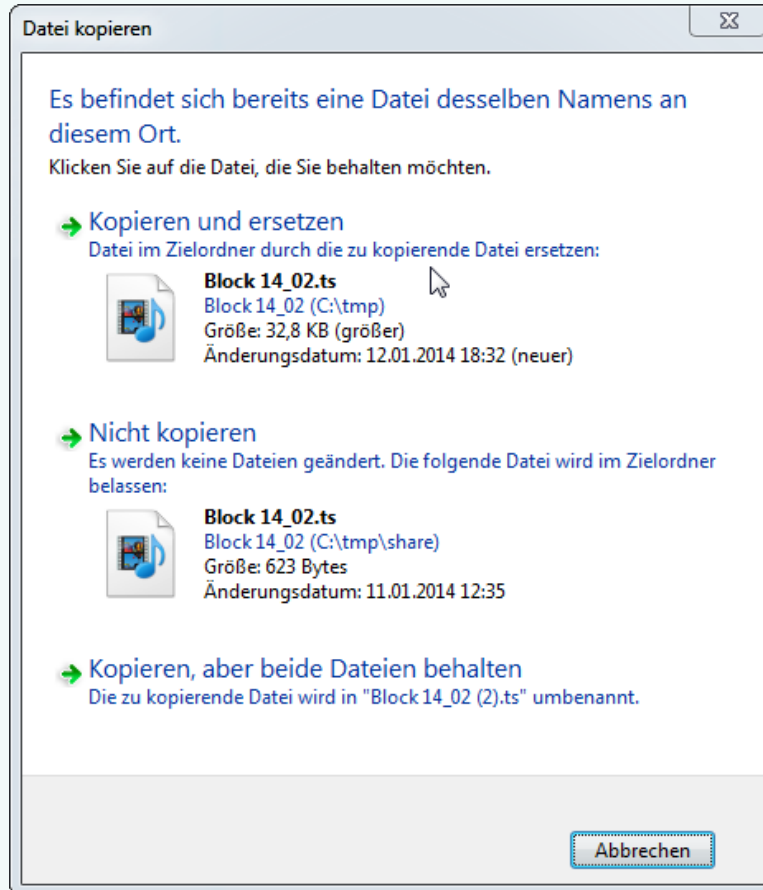 Datei kopieren
Es befindet sich bereits eine Datei desselben Namens an
diesem Ort.
Klicken Sie auf die Datei, die Sie behalten möchten.
Kopieren und ersetzen
Datei im Zielordner durch die zu kopierende Datei ersetzen:
Block 14_02.ts
Block 14_02 (C:\tmp)
Größe: 32,8 KB (größer)
Änderungsdatum: 12.01.2014 18:32 (neuer)
Nicht kopieren
Es werden keine Dateien geändert. Die folgende Datei wird im Zielordner
belassen:
Block 14_02.ts
Block 14_02 (C:\tmp\share)
Größe: 623 Bytes
Änderungsdatum: 11.01.2014 12:35
Kopieren, aber beide Dateien behalten
Die zu kopierende Datei wird in "Block 14_02 (2).ts" umbenannt.
Abbrechen